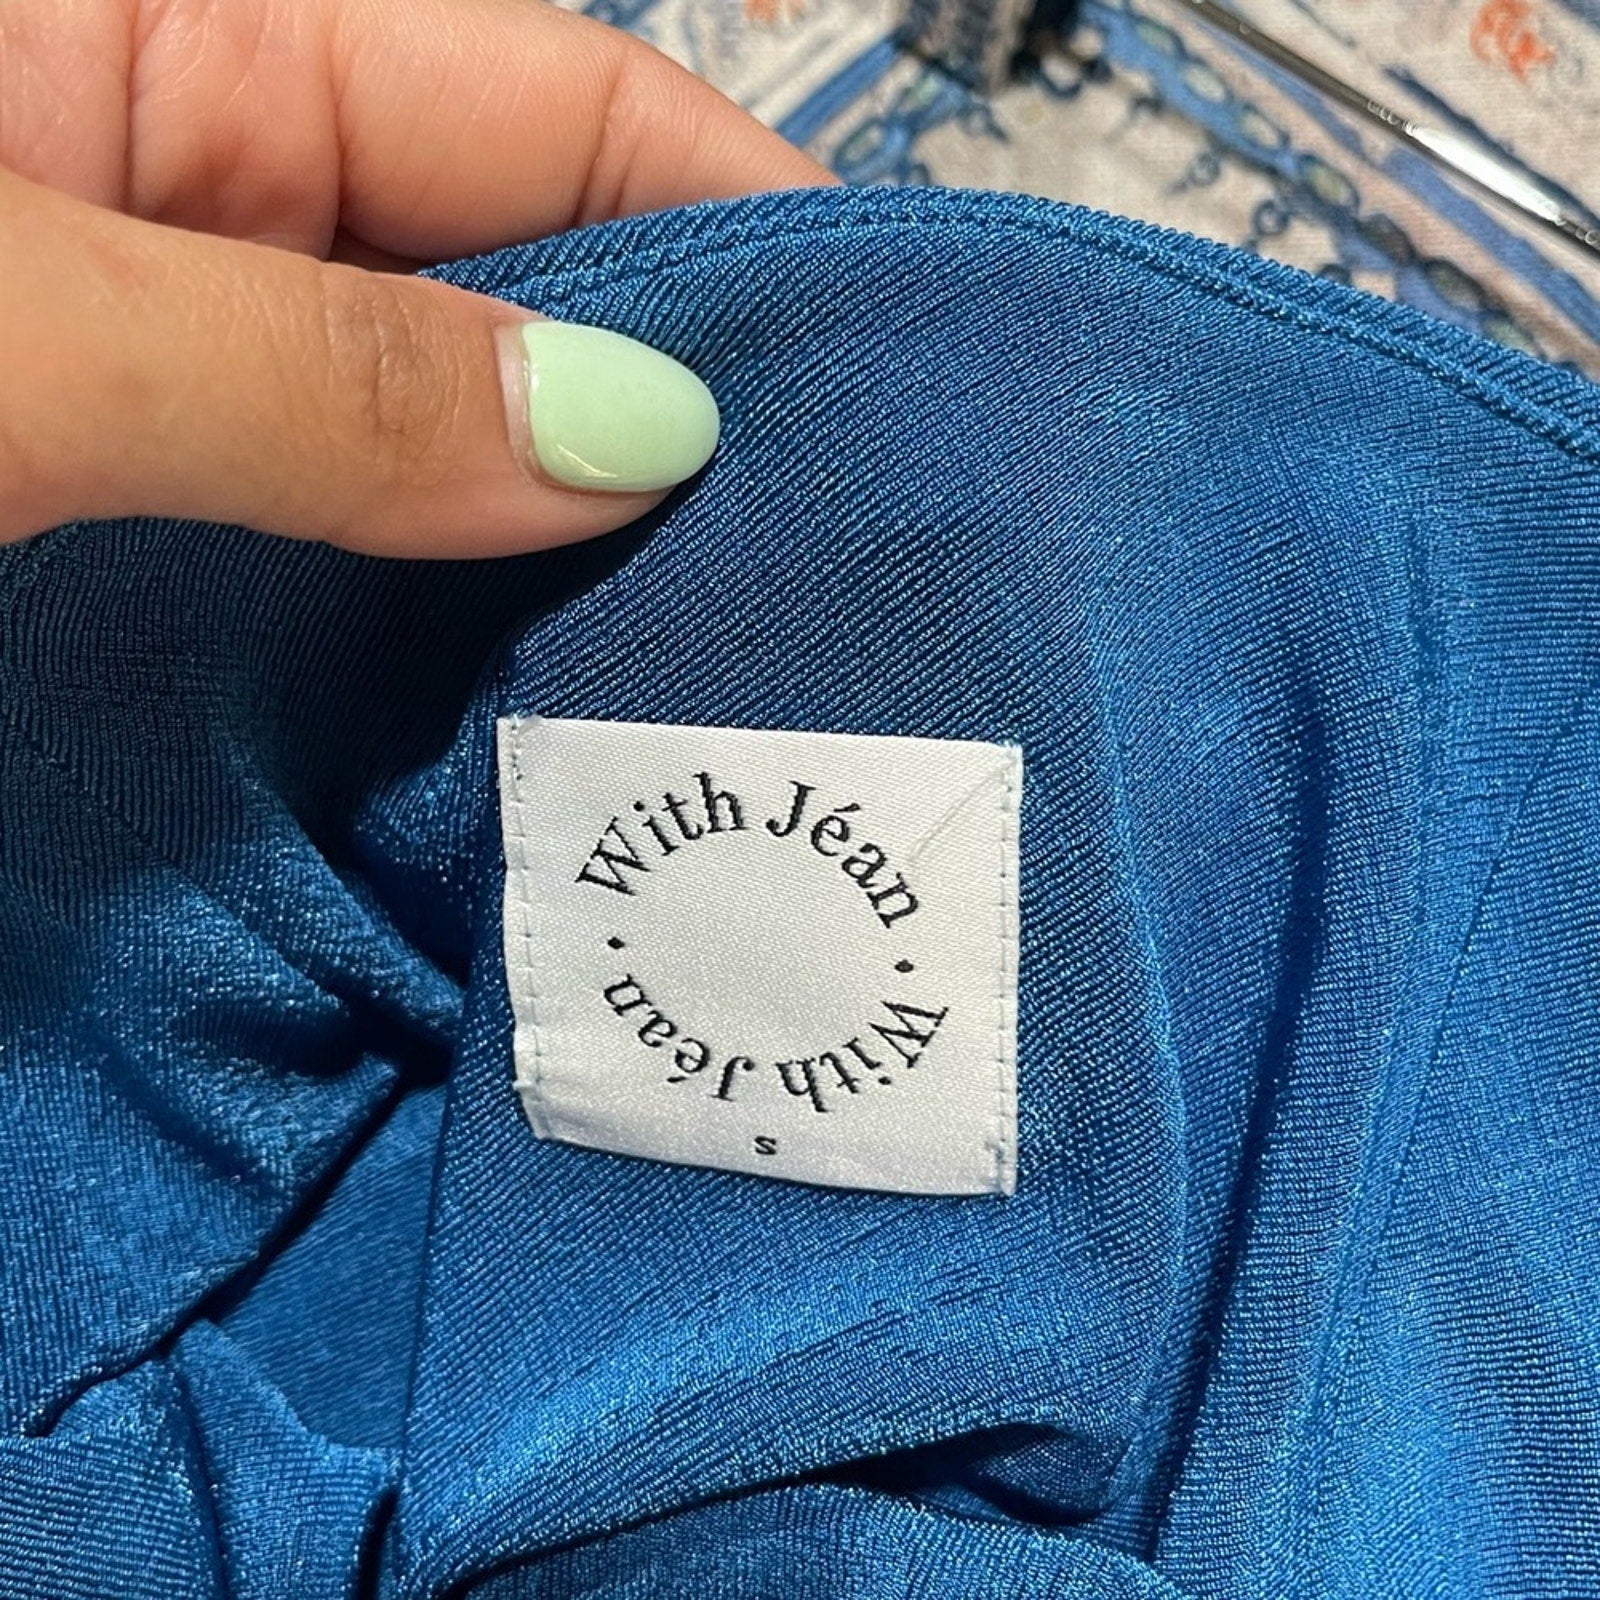 With Jéan • With Jéan •
S